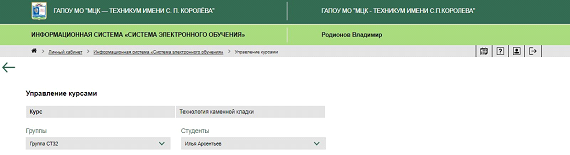 ГАПОУ МО "МЦК — ТЕХНИКУМ ИМЕНИ С. П. КОРОЛЁВА" ГАПОУ МО "МЦК - ТЕХНИКУМ ИМЕНИ С.П.КОРОЛЕВА"
ИНФОРМАЦИОННАЯ СИСТЕМА «СИСТЕМА ЭЛЕКТРОННОГО ОБУЧЕНИЯ» Родионов Владимир
Личный кабинет > Информационная система «Система электронного обучения» > Управление курсами
Управление курсами
Курс Технология каменной кладки
Группы Студенты
Группа СТ32 Илья Арсентьев